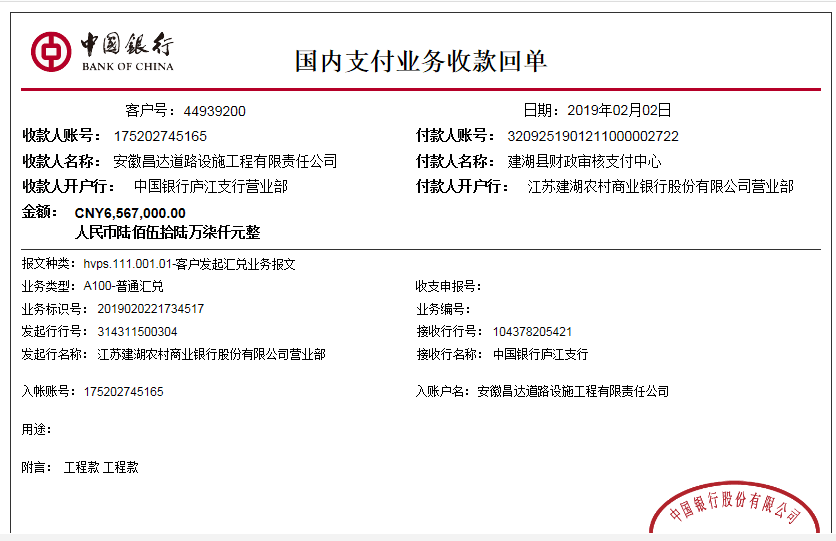 中国银行
BANK OF CHINA
国内支付业务收款回单
客户号：44939200 日期：2019年02月02日
收款人账号：175202745165 付款人账号：3209251901211000002722
收款人名称：安徽昌达道路设施工程有限责任公司 付款人名称：建湖县财政审核支付中心
收款人开户行：中国银行庐江支行营业部 付款人开户行：江苏建湖农村商业银行股份有限公司营业部
金额：CNY6,567,000.00
人民币陆佰伍拾陆万柒仟元整
报文种类：hvps.111.001.01-客户发起汇兑业务报文
业务类型：A100-普通汇兑 收支申报号：
业务标识号：2019020221734517 业务编号：
发起行行号：314311500304 接收行行号：104378205421
发起行名称：江苏建湖农村商业银行股份有限公司营业部 接收行名称：中国银行庐江支行
入帐账号：175202745165 入账户名：安徽昌达道路设施工程有限责任公司
用途：
附言：工程款 工程款
中国银行股份有限公司